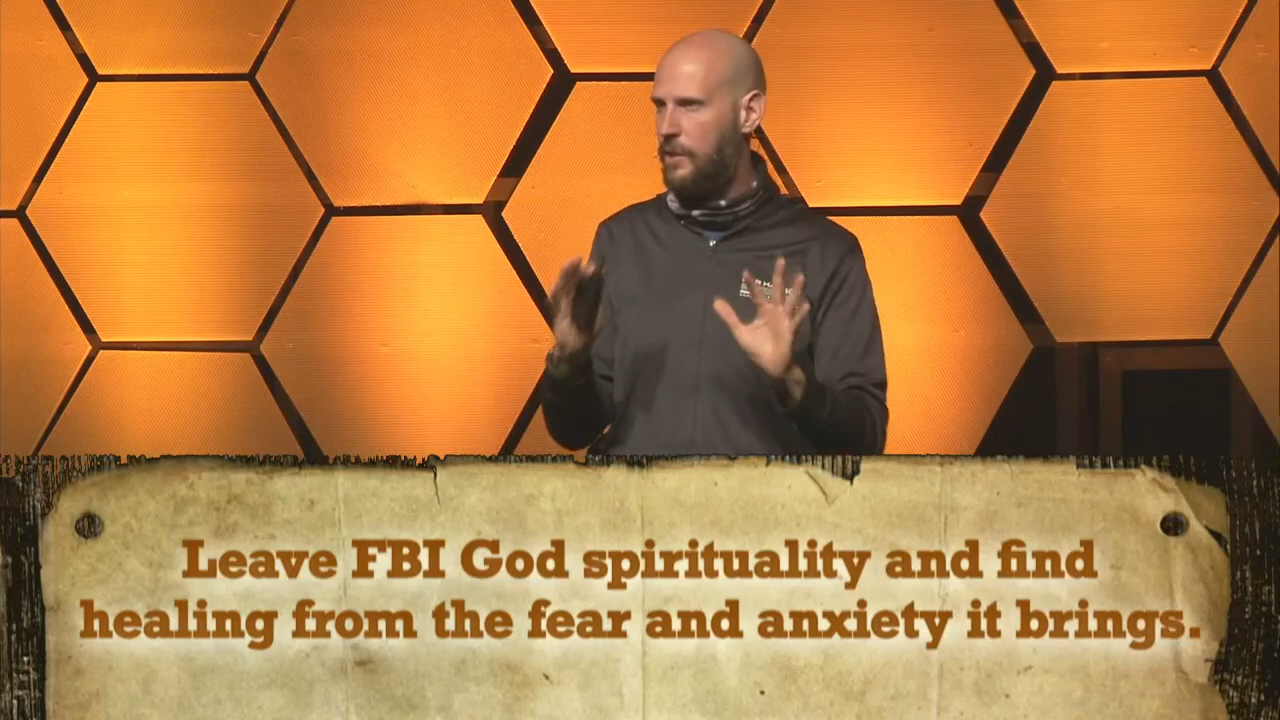 Leave FBI God spirituality and find
healing from the fear and anxiety it brings.